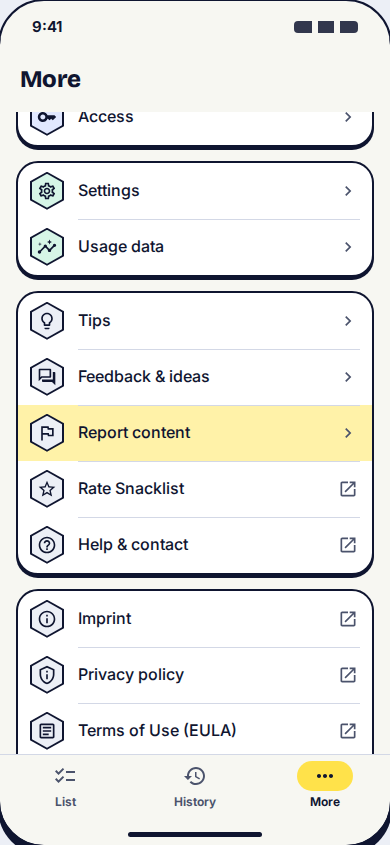 9:41
More
Access
Settings
Usage data
Tips
Feedback & ideas
Report content
Rate Snacklist
Help & contact
Imprint
Privacy policy
Terms of Use (EULA)
List
History
More